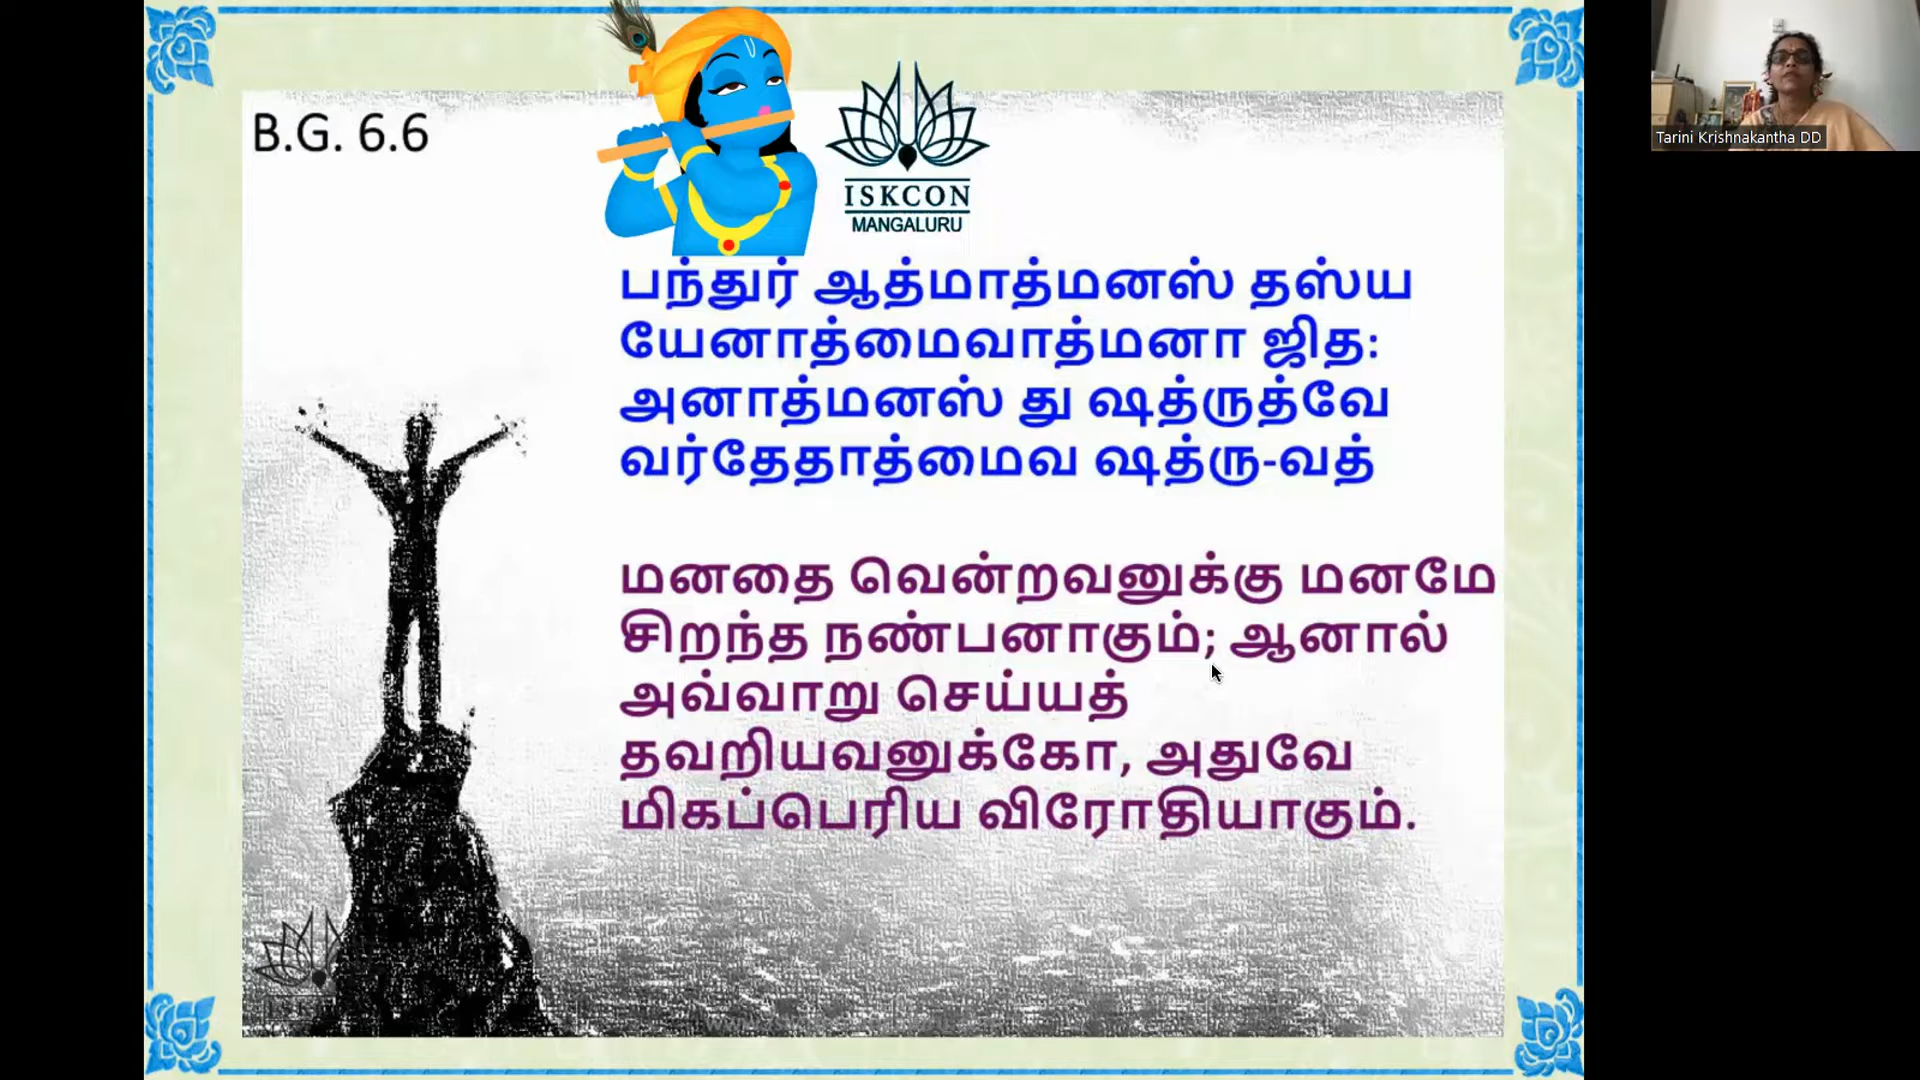 B.G. 6.6
ISKCON
MANGALURU
Tarini Krishnakantha DD
பந்துர் ஆத்மாத்மனஸ் தஸ்ய
யேனாத்மைவாத்மனா ஜித:
அனாத்மனஸ் து ஷத்ருத்வே
வர்தேதாத்மைவ ஷத்ரு-வத்
மனதை வென்றவனுக்கு மனமே
சிறந்த நண்பனாகும்; ஆனால்
அவ்வாறு செய்யத்
தவறியவனுக்கோ, அதுவே
மிகப்பெரிய விரோதியாகும்.